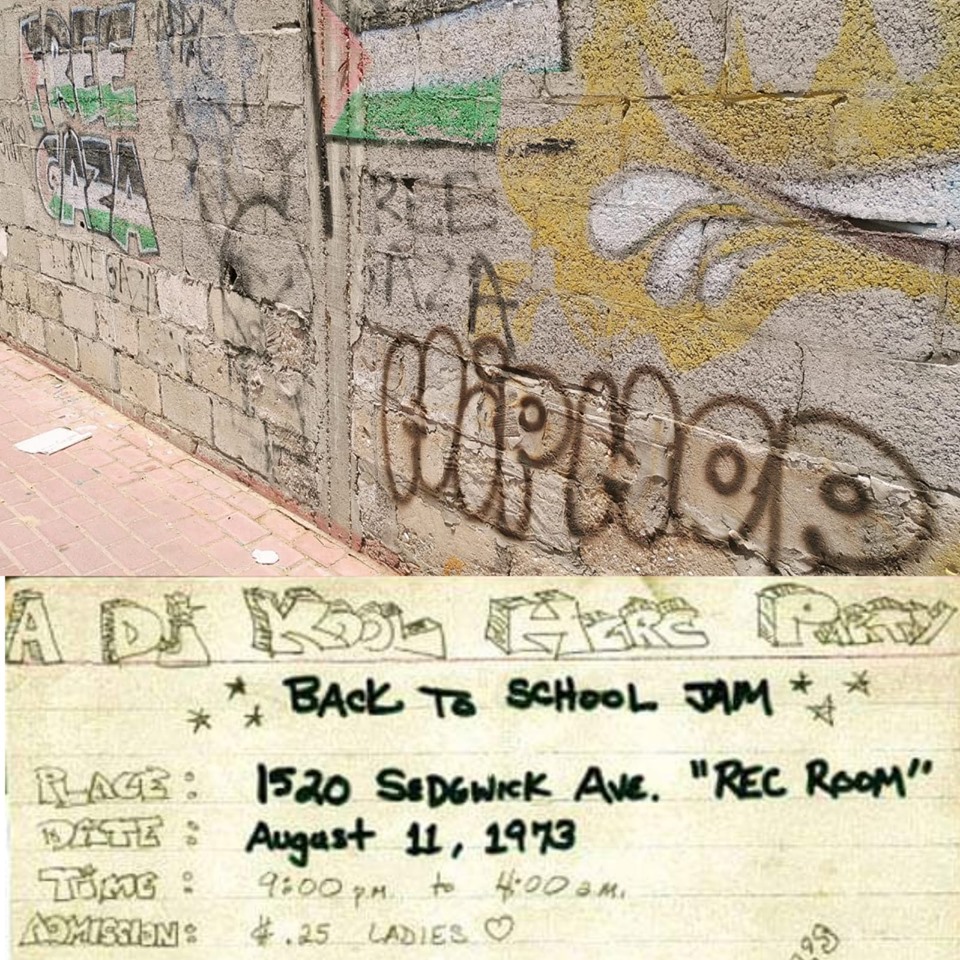 FREE
GAZA
FREE
GAZA
HIPHOP
A DJ KOOL HERC PARTY
BACK TO SCHOOL JAM
PLACE: 1520 SEDGWICK AVE. "REC ROOM"
DATE: August 11, 1973
TIME: 9:00 p.m. to 4:00 a.m.
ADMISSION: $.25 LADIES ♡